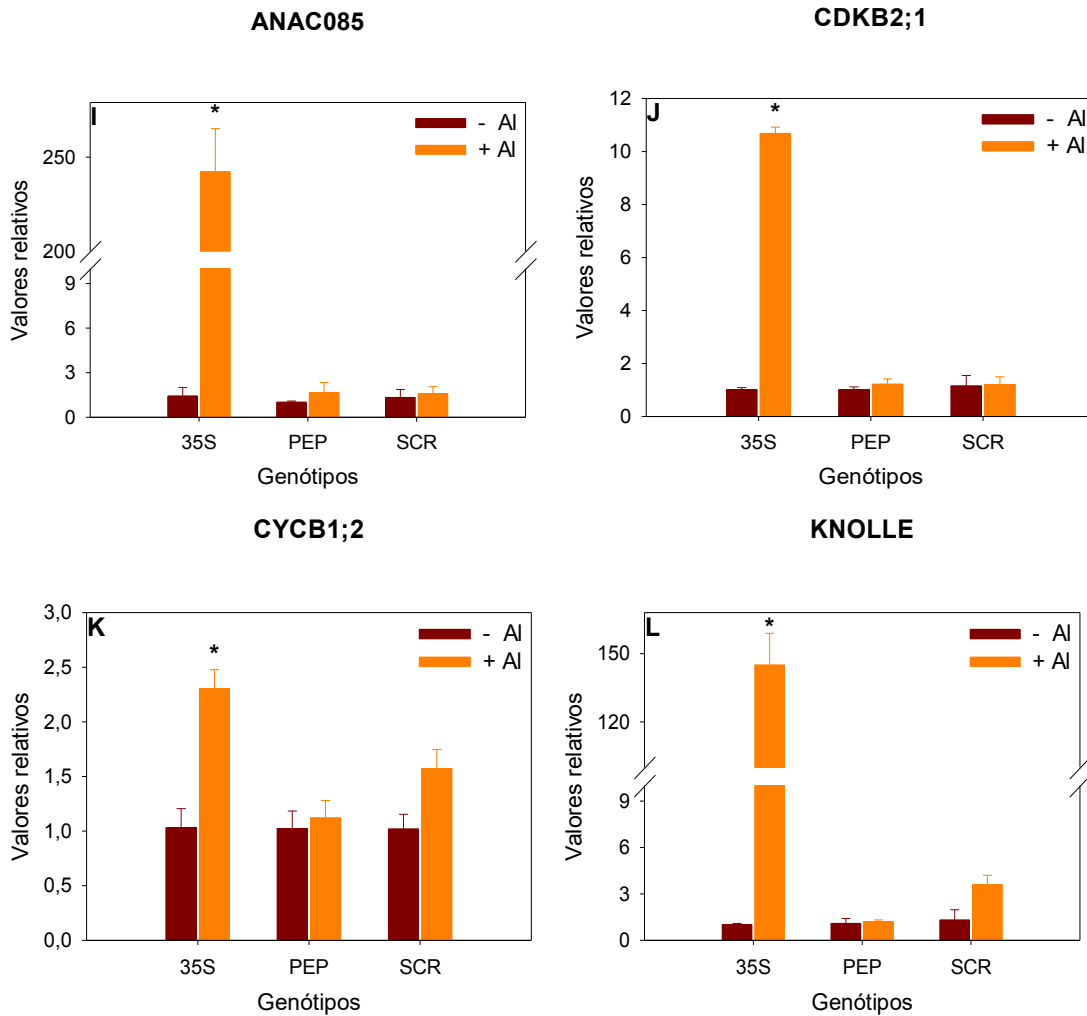 ANAC085
CDKB2;1
I
*
- Al
+ Al
250
200
9
6
3
0
Valores relativos
35S PEP SCR
Genótipos
J
*
- Al
+ Al
12
10
8
6
4
2
0
Valores relativos
35S PEP SCR
Genótipos
CYCB1;2
KNOLLE
K
*
- Al
+ Al
3,0
2,5
2,0
1,5
1,0
0,5
0,0
Valores relativos
35S PEP SCR
Genótipos
L
*
- Al
+ Al
150
120
9
6
3
0
Valores relativos
35S PEP SCR
Genótipos